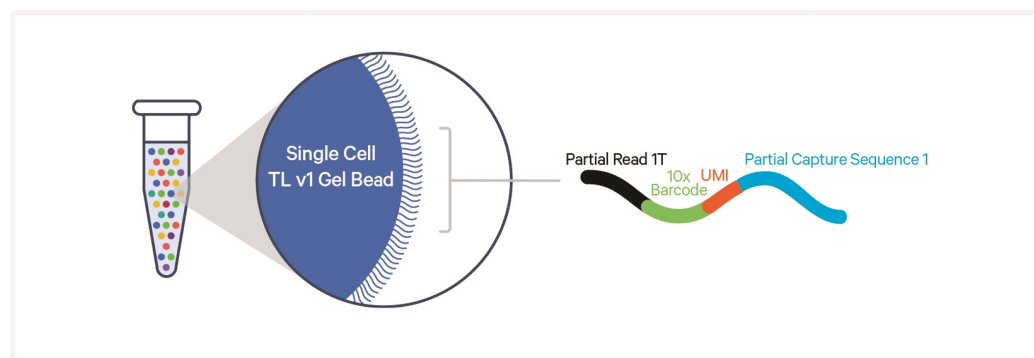 Single Cell
TL v1 Gel Bead
Partial Read 1T
10x
Barcode
UMI
Partial Capture Sequence 1